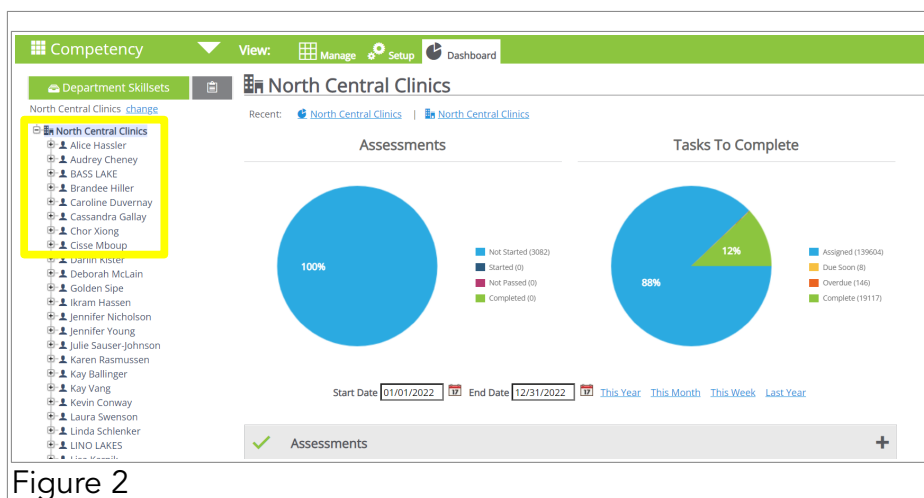 Competency View: Manage Setup Dashboard
Department Skillsets
North Central Clinics change
North Central Clinics
Alice Hassler
Audrey Cheney
BASS LAKE
Brandee Hiller
Caroline Duvernay
Cassandra Gallay
Chor Xiong
Cisse Mboup
Darin Kister
Deborah McLain
Golden Sipe
Ikram Hassen
Jennifer Nicholson
Jennifer Young
Julie Sauser-Johnson
Karen Rasmussen
Kay Ballinger
Kay Vang
Kevin Conway
Laura Swenson
Linda Schlenker
LINO LAKES
North Central Clinics
Recent: North Central Clinics | North Central Clinics
Assessments
100%
Not Started (3082)
Started (0)
Not Passed (0)
Completed (0)
Tasks To Complete
12%
88%
Assigned (139604)
Due Soon (8)
Overdue (146)
Complete (19117)
Start Date 01/01/2022 17 End Date 12/31/2022 17 This Year This Month This Week Last Year
Assessments
Figure 2